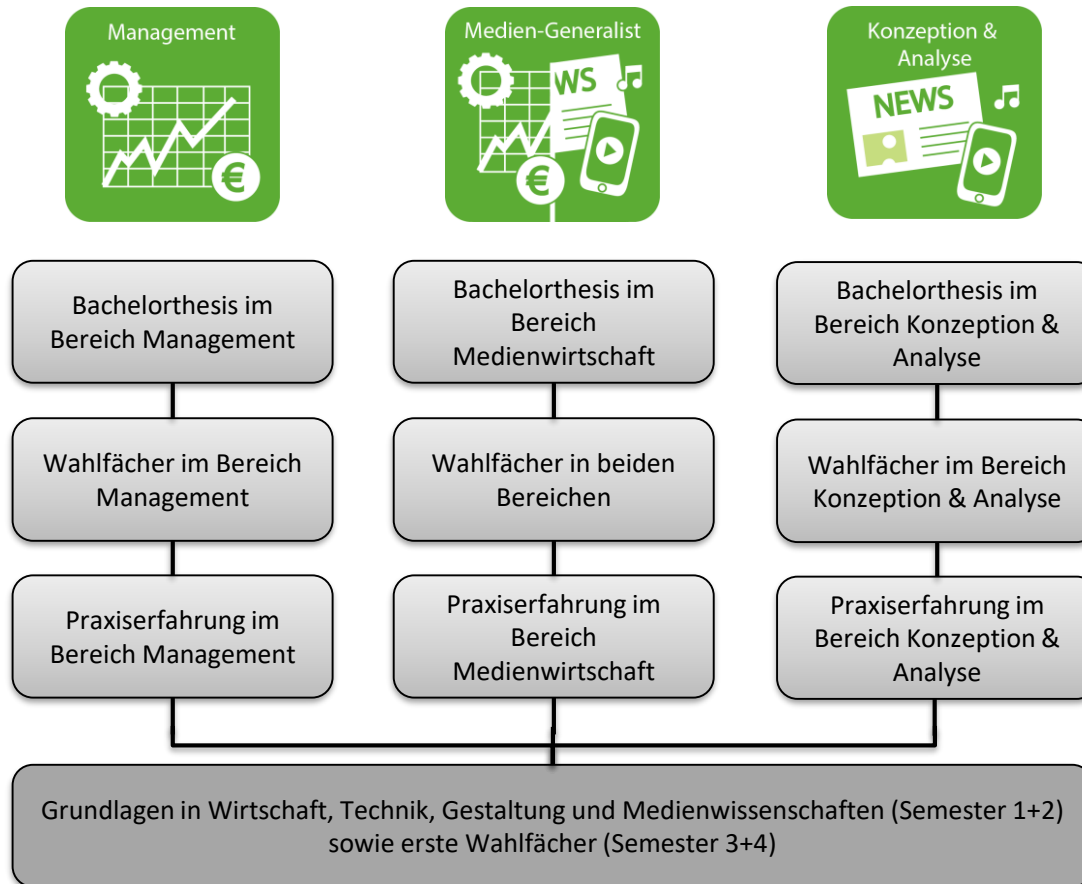 Management
€
Medien-Generalist
WS
€
Konzeption &
Analyse
NEWS
Bachelorthesis im
Bereich Management
Bachelorthesis im
Bereich
Medienwirtschaft
Bachelorthesis im
Bereich Konzeption &
Analyse
Wahlfächer im Bereich
Management
Wahlfächer in beiden
Bereichen
Wahlfächer im Bereich
Konzeption & Analyse
Praxiserfahrung im
Bereich Management
Praxiserfahrung im
Bereich
Medienwirtschaft
Praxiserfahrung im
Bereich Konzeption &
Analyse
Grundlagen in Wirtschaft, Technik, Gestaltung und Medienwissenschaften (Semester 1+2)
sowie erste Wahlfächer (Semester 3+4)